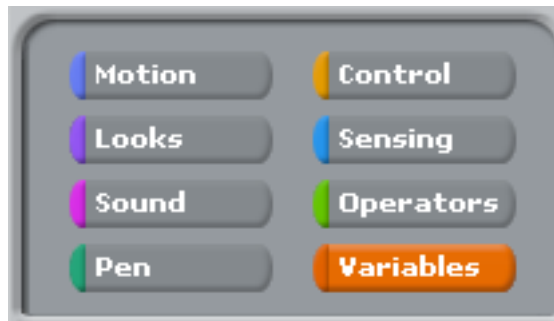 Motion
Control
Looks
Sensing
Sound
Operators
Pen
Variables